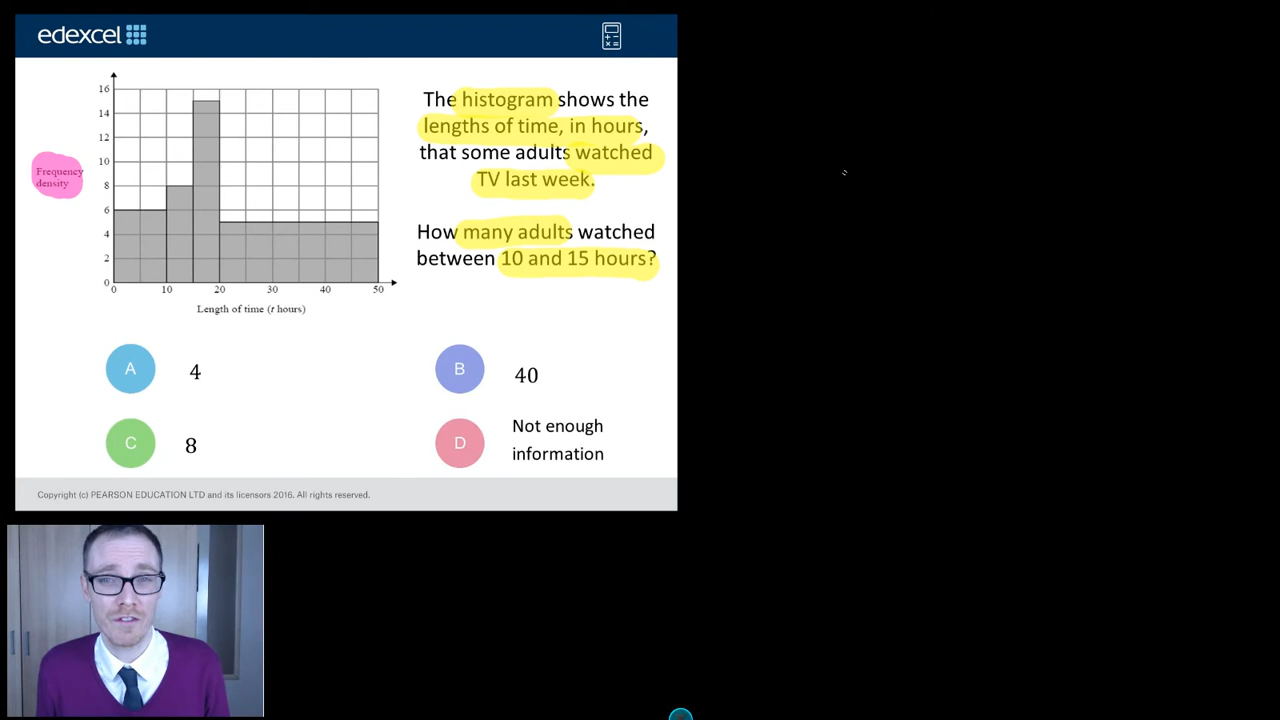 edexcel
The histogram shows the
lengths of time, in hours,
that some adults watched
TV last week.
How many adults watched
between 10 and 15 hours?
Frequency
density
16
14
12
10
8
6
4
2
0
0 10 20 30 40 50
Length of time (t hours)
A 4
B 40
C 8
D Not enough
information
Copyright (c) PEARSON EDUCATION LTD and its licensors 2016. All rights reserved.